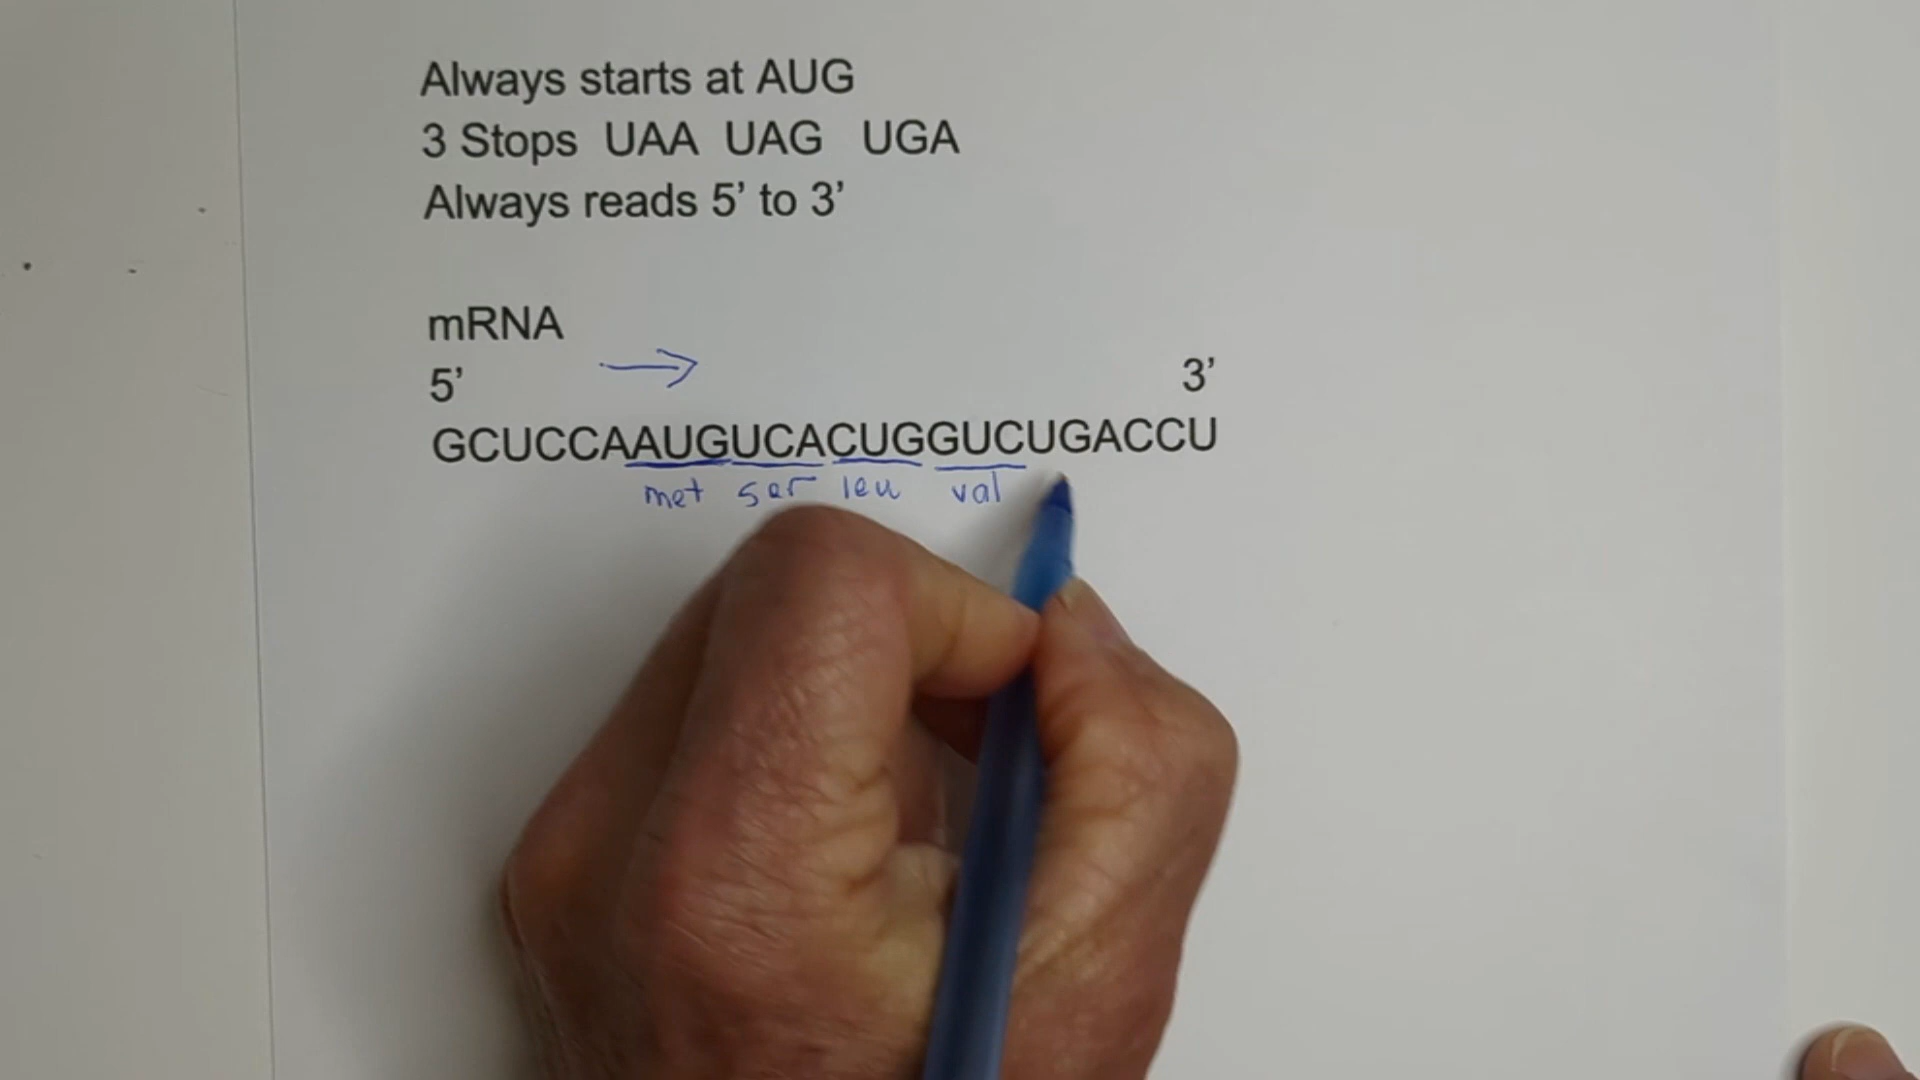 Always starts at AUG
3 Stops UAA UAG UGA
Always reads 5’ to 3’
mRNA
5’ 3’
GCUCCAAUGUCACUGGUCUGACCU
met ser leu val